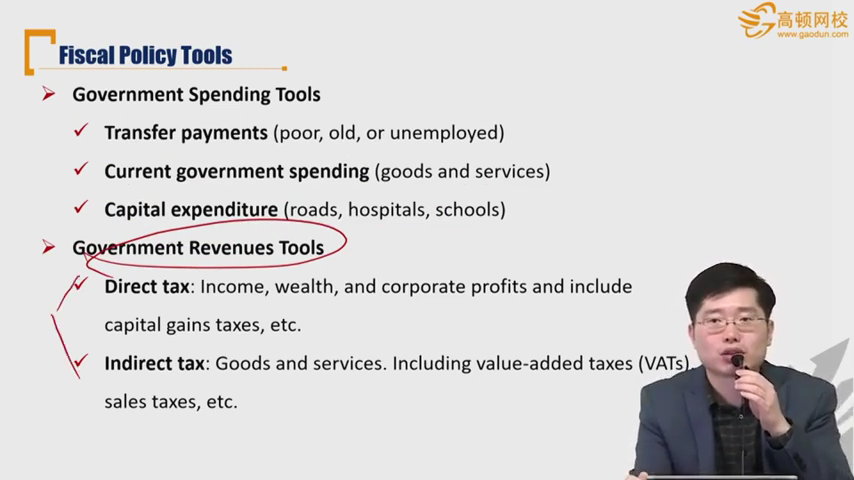 高顿网校
www.gaodun.com
Fiscal Policy Tools
Government Spending Tools
Transfer payments (poor, old, or unemployed)
Current government spending (goods and services)
Capital expenditure (roads, hospitals, schools)
Government Revenues Tools
Direct tax: Income, wealth, and corporate profits and include
capital gains taxes, etc.
Indirect tax: Goods and services. Including value-added taxes (VATs)
sales taxes, etc.